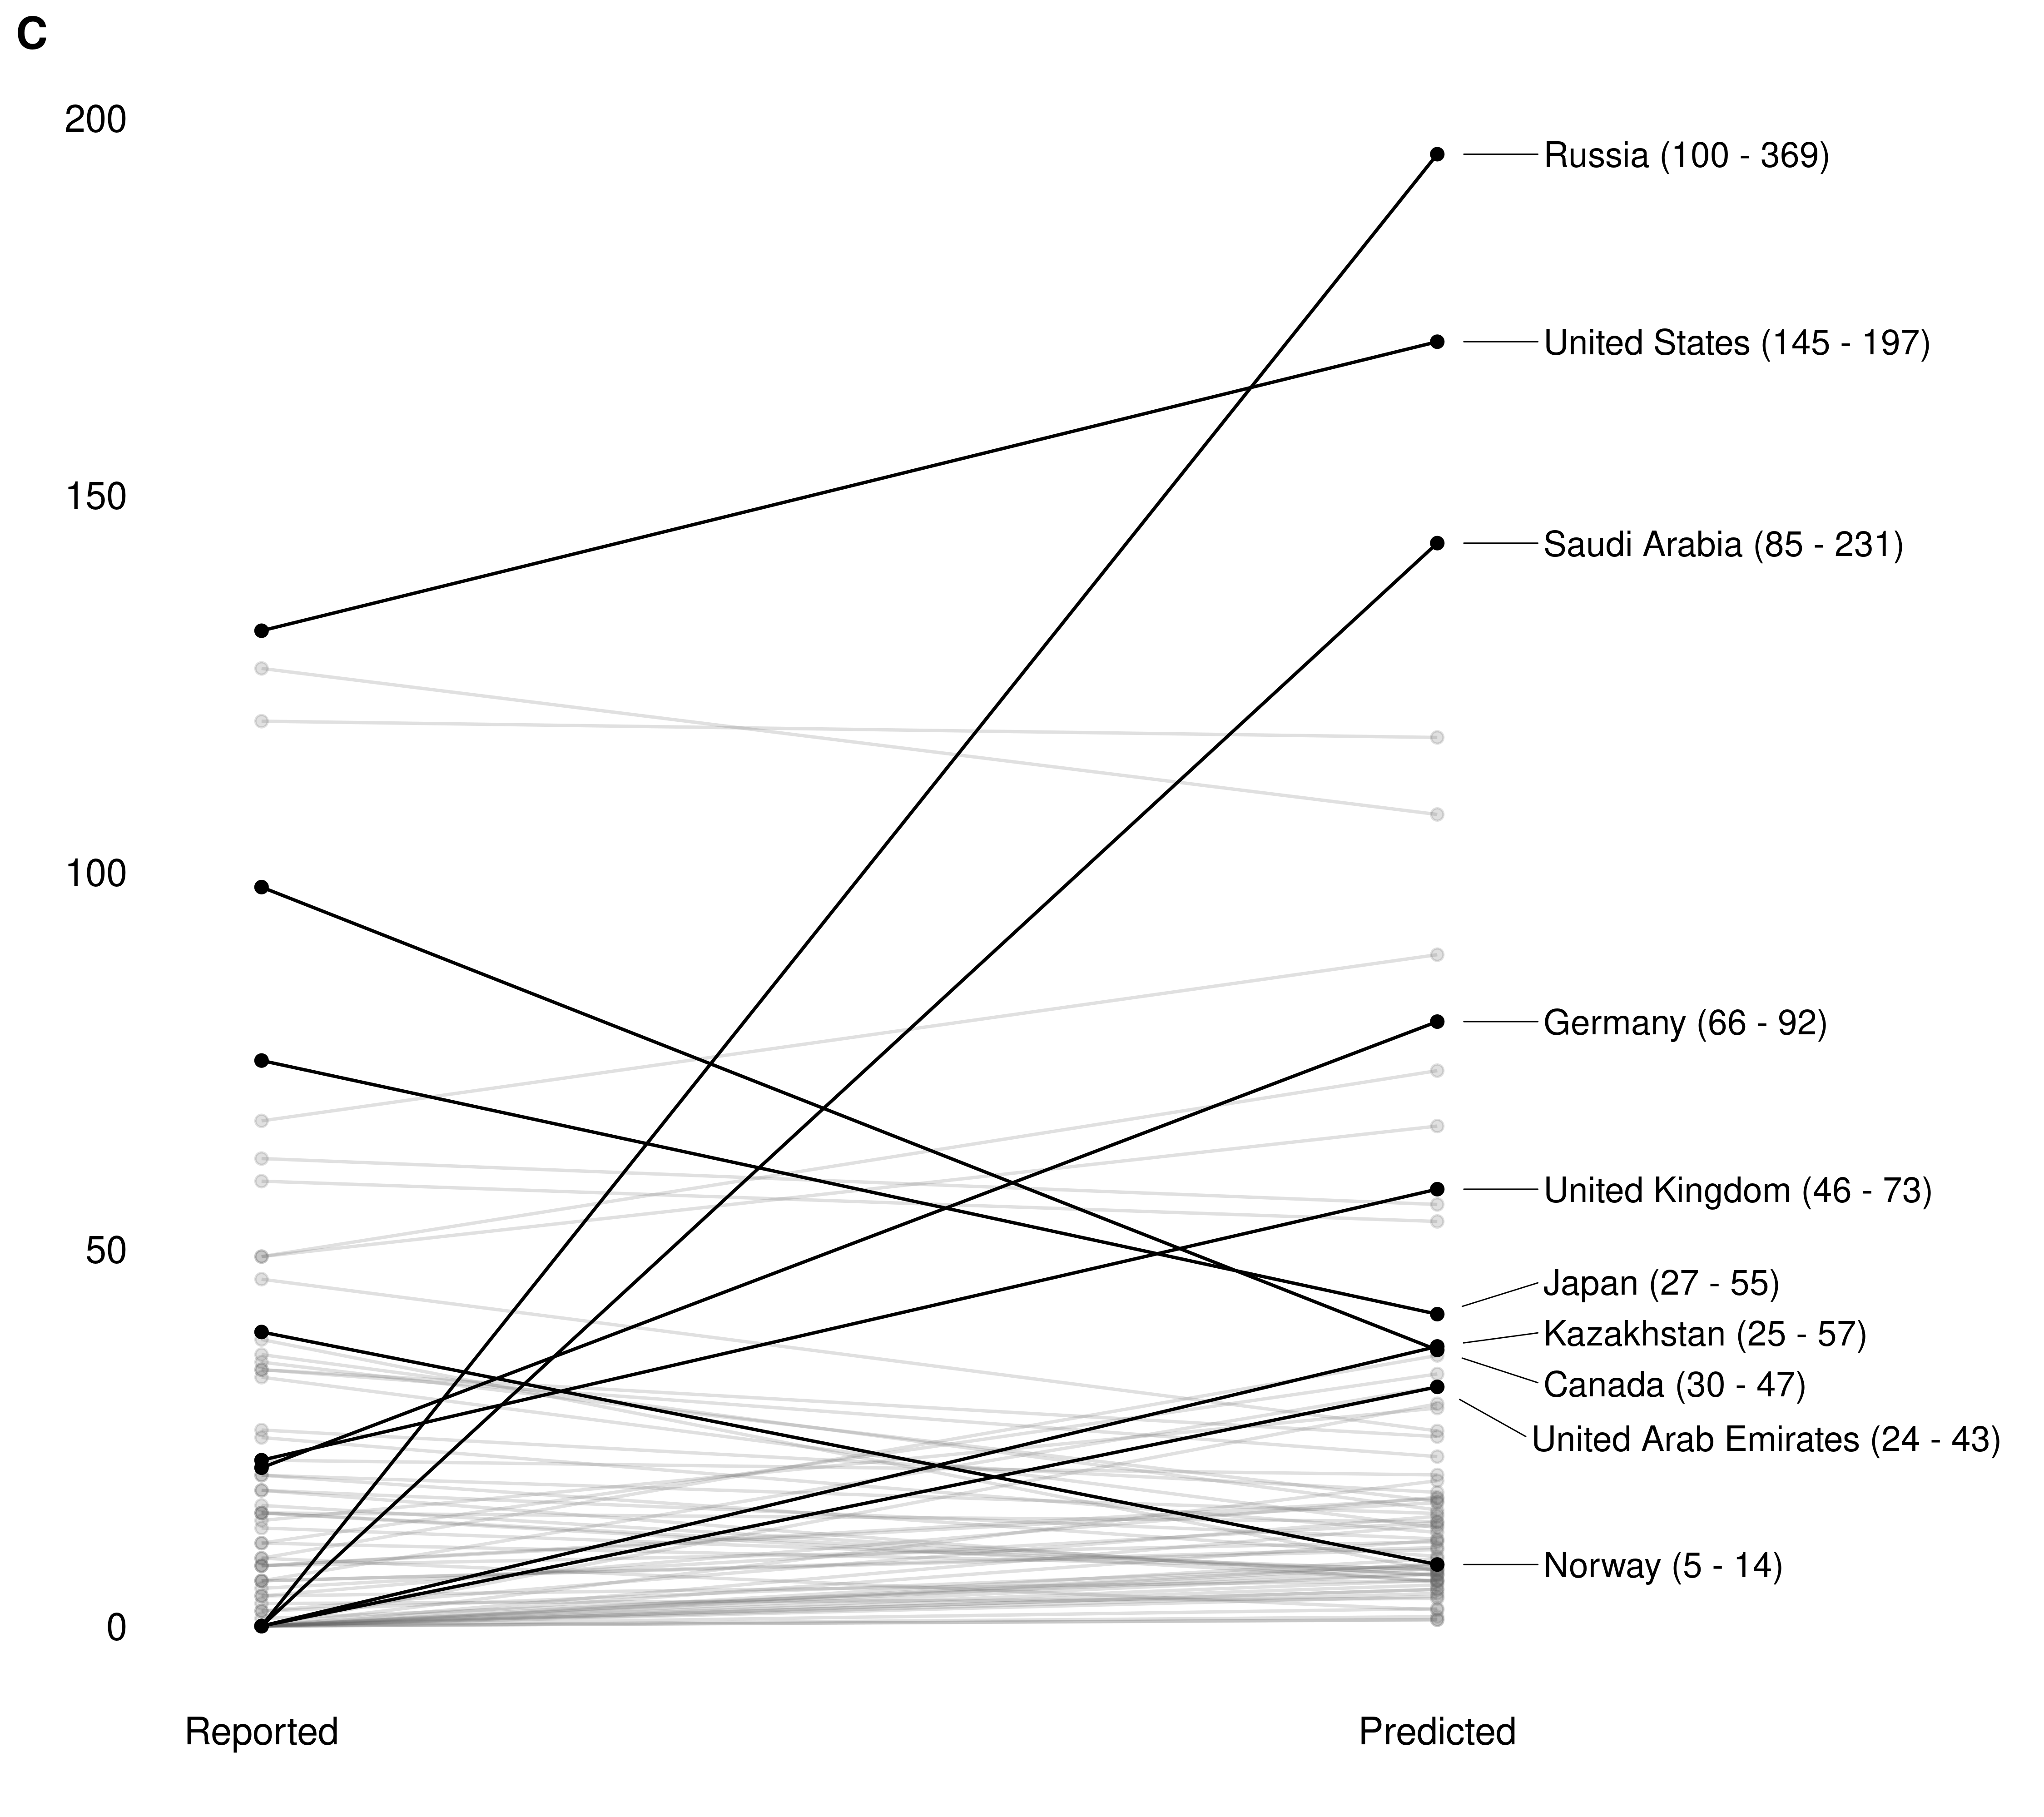 C
200
Russia (100 - 369)
United States (145 - 197)
150
Saudi Arabia (85 - 231)
100
Germany (66 - 92)
United Kingdom (46 - 73)
50
Japan (27 - 55)
Kazakhstan (25 - 57)
Canada (30 - 47)
United Arab Emirates (24 - 43)
Norway (5 - 14)
0
Reported
Predicted